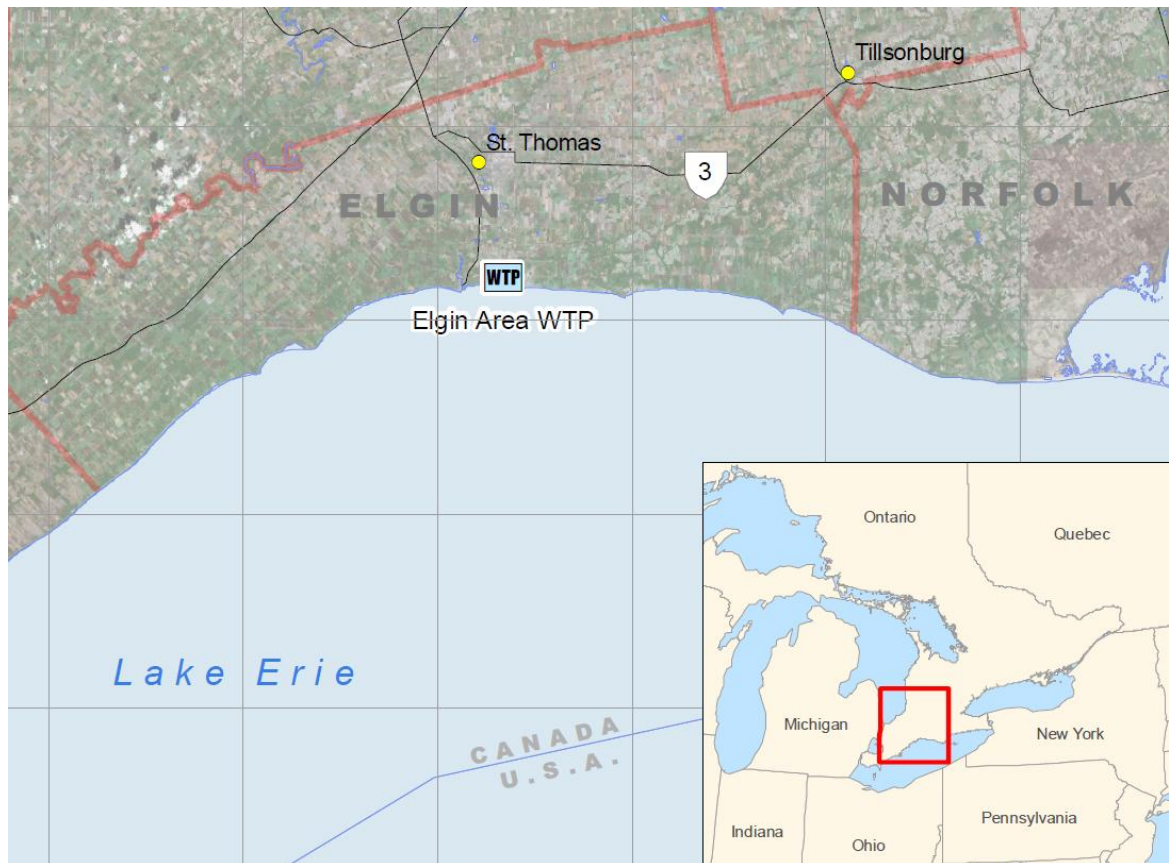 Tillsonburg
St. Thomas
3
ELGIN
NORFOLK
WTP
Elgin Area WTP
Lake Erie
CANADA
U.S.A.
Ontario
Quebec
Michigan
New York
Pennsylvania
Indiana
Ohio